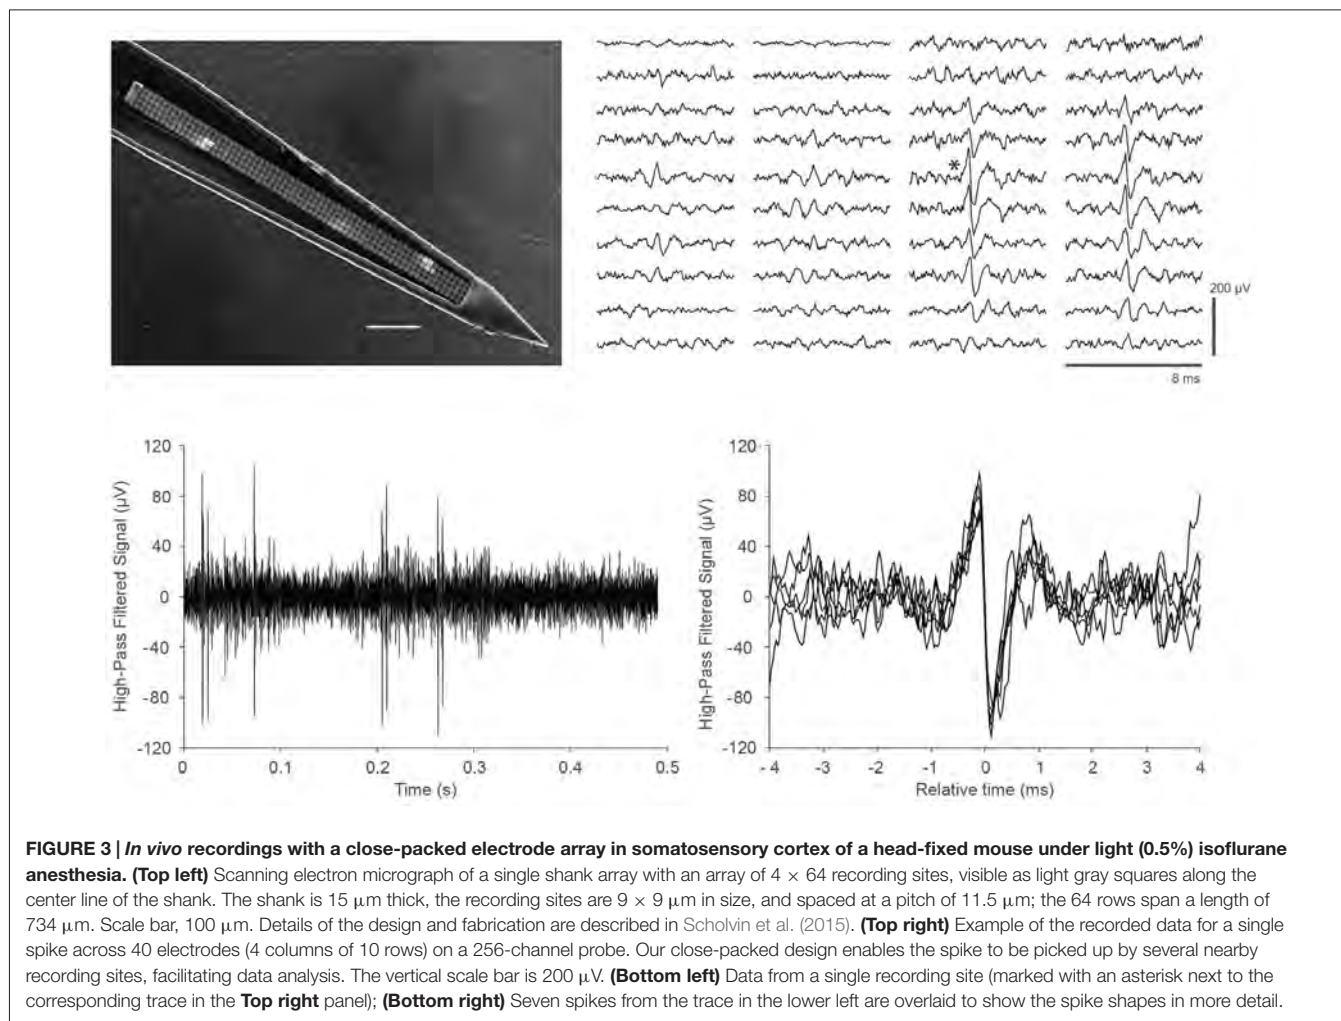 *
200 μV
8 ms
120
80
40
0
-40
-80
-120
High-Pass Filtered Signal (μV)
0
0.1
0.2
0.3
0.4
0.5
Time (s)
120
80
40
0
-40
-80
-120
High-Pass Filtered Signal (μV)
- 4
-3
-2
-1
0
1
2
3
4
Relative time (ms)
FIGURE 3 | In vivo recordings with a close-packed electrode array in somatosensory cortex of a head-fixed mouse under light (0.5%) isoflurane
anesthesia. (Top left) Scanning electron micrograph of a single shank array with an array of 4 × 64 recording sites, visible as light gray squares along the
center line of the shank. The shank is 15 μm thick, the recording sites are 9 × 9 μm in size, and spaced at a pitch of 11.5 μm; the 64 rows span a length of
734 μm. Scale bar, 100 μm. Details of the design and fabrication are described in Scholvin et al. (2015). (Top right) Example of the recorded data for a single
spike across 40 electrodes (4 columns of 10 rows) on a 256-channel probe. Our close-packed design enables the spike to be picked up by several nearby
recording sites, facilitating data analysis. The vertical scale bar is 200 μV. (Bottom left) Data from a single recording site (marked with an asterisk next to the
corresponding trace in the Top right panel); (Bottom right) Seven spikes from the trace in the lower left are overlaid to show the spike shapes in more detail.